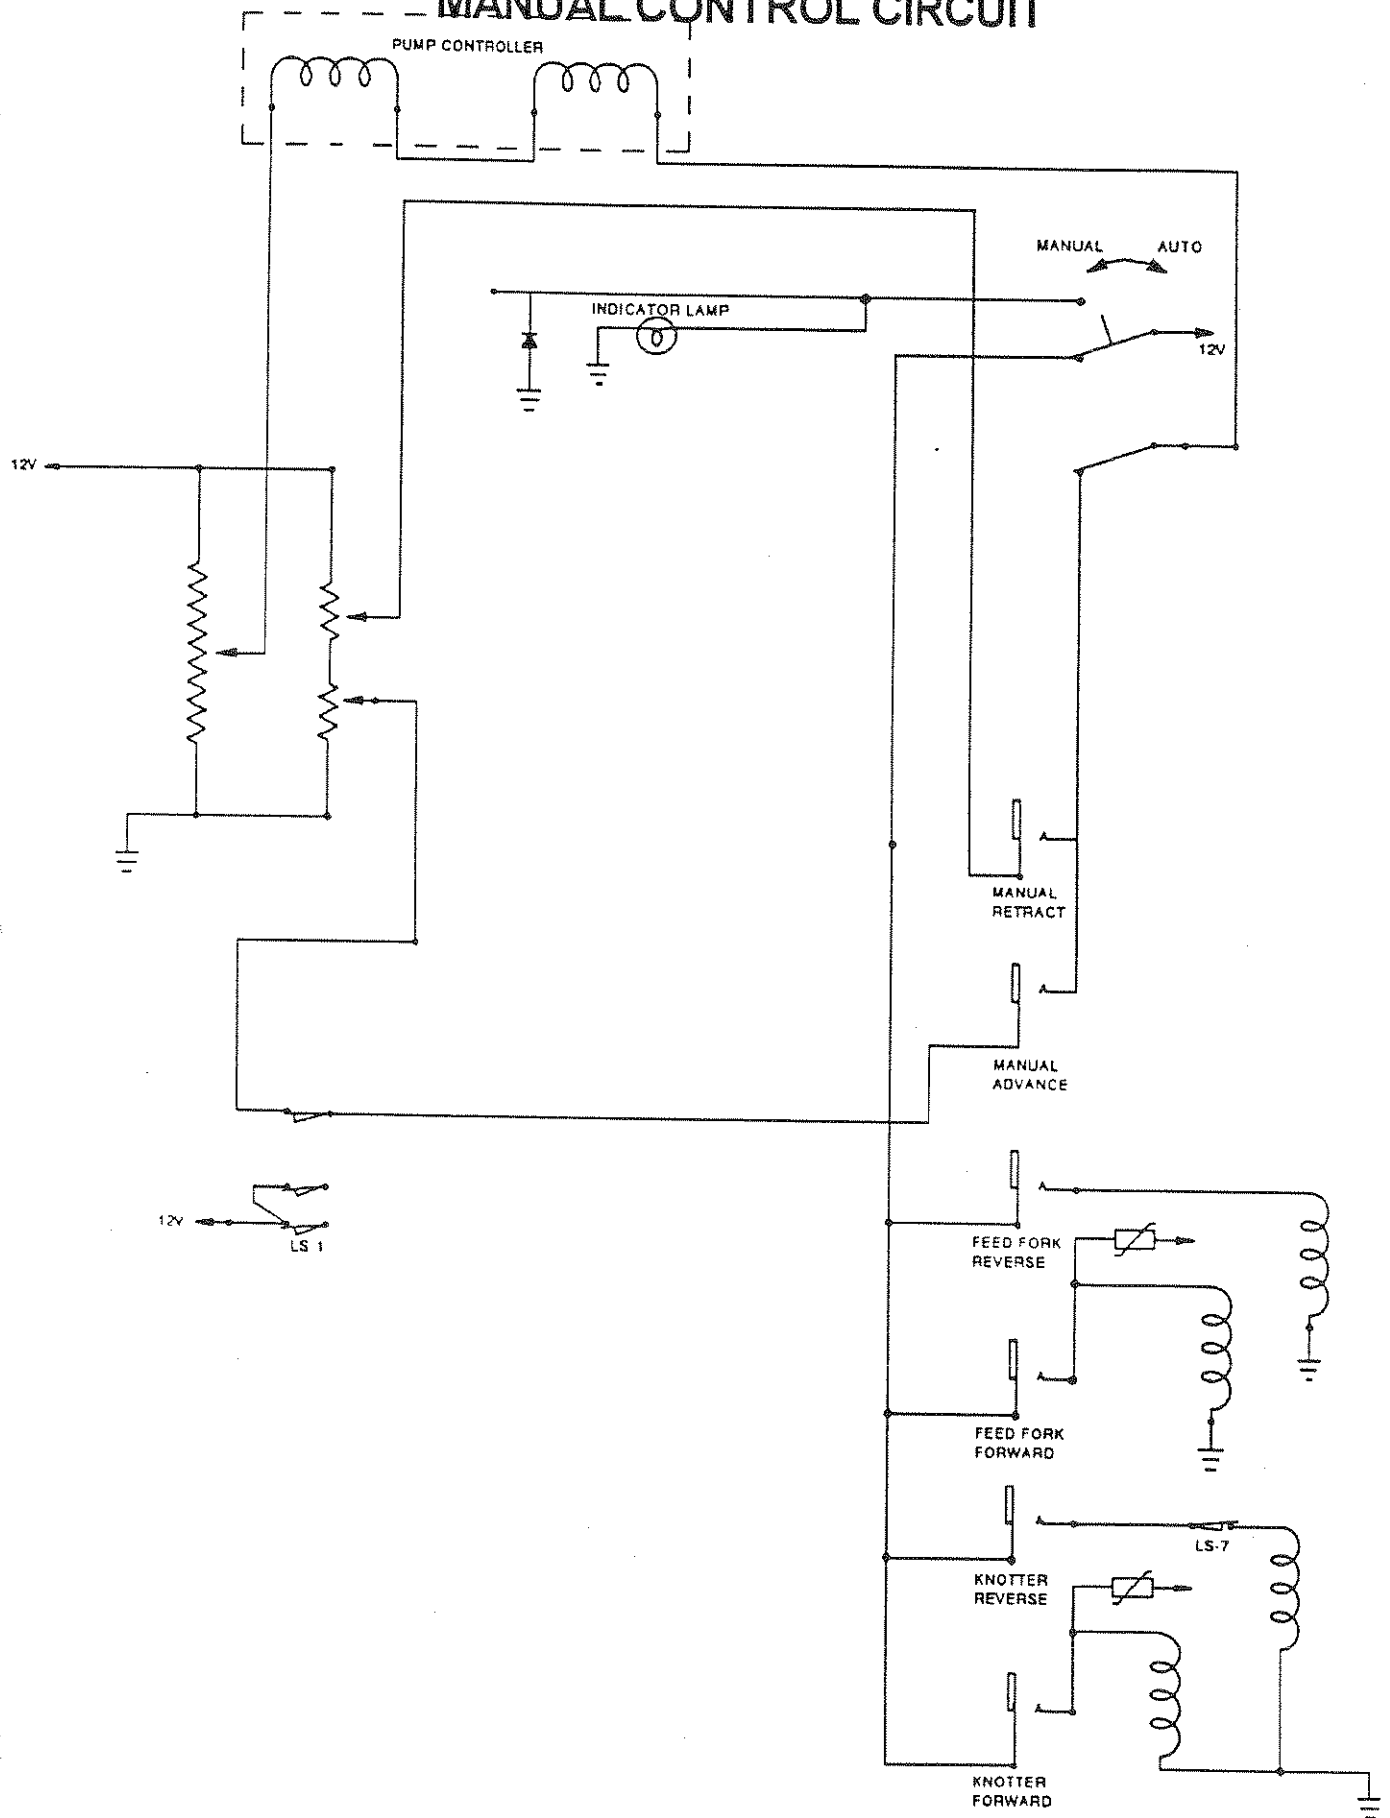 MANUAL CONTROL CIRCUIT
PUMP CONTROLLER
MANUAL
AUTO
INDICATOR LAMP
12V
12V
MANUAL
RETRACT
MANUAL
ADVANCE
12V
LS 1
FEED FORK
REVERSE
FEED FORK
FORWARD
LS-7
KNOTTER
REVERSE
KNOTTER
FORWARD